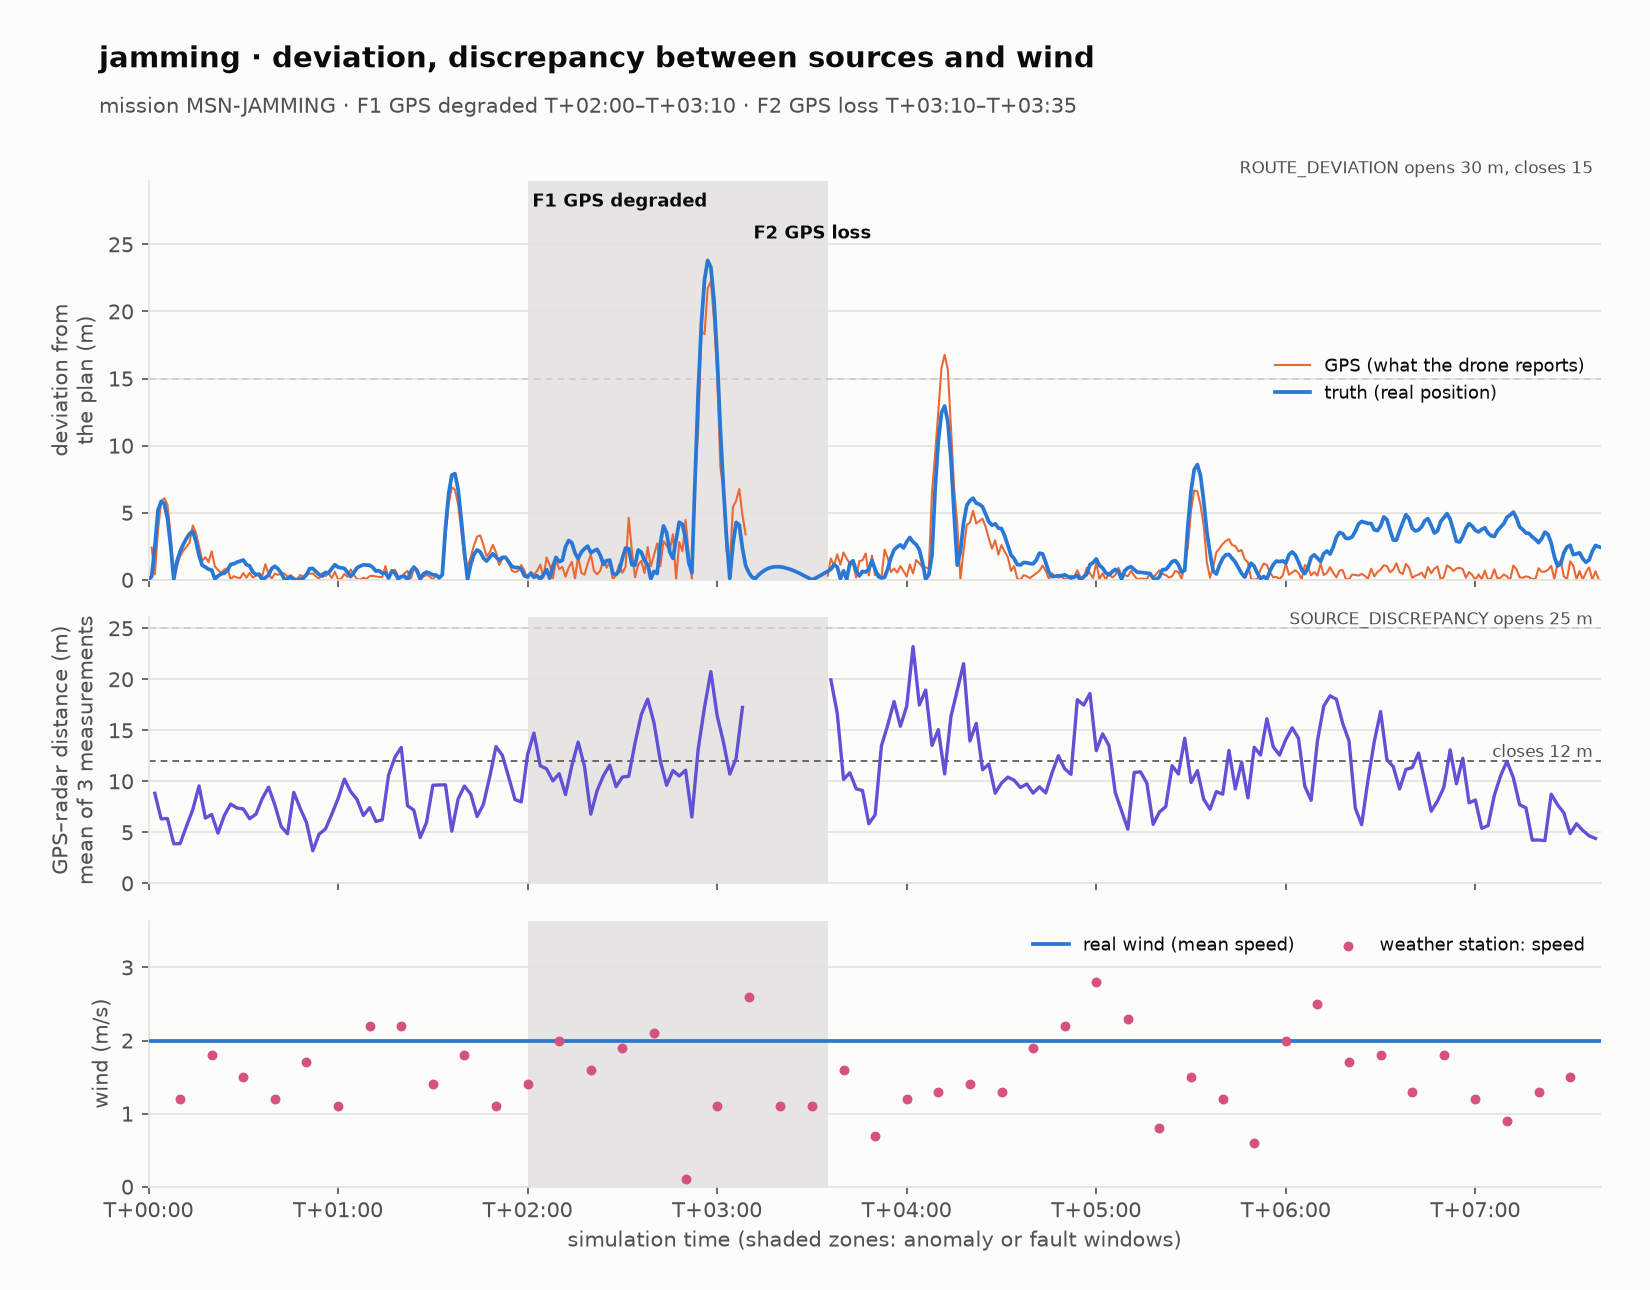 jamming · deviation, discrepancy between sources and wind
mission MSN-JAMMING · F1 GPS degraded T+02:00–T+03:10 · F2 GPS loss T+03:10–T+03:35
ROUTE_DEVIATION opens 30 m, closes 15
F1 GPS degraded
F2 GPS loss
deviation from
the plan (m)
25
20
15
10
5
0
GPS (what the drone reports)
truth (real position)
SOURCE_DISCREPANCY opens 25 m
closes 12 m
GPS–radar distance (m)
mean of 3 measurements
25
20
15
10
5
0
real wind (mean speed)
weather station: speed
wind (m/s)
3
2
1
0
T+00:00
T+01:00
T+02:00
T+03:00
T+04:00
T+05:00
T+06:00
T+07:00
simulation time (shaded zones: anomaly or fault windows)